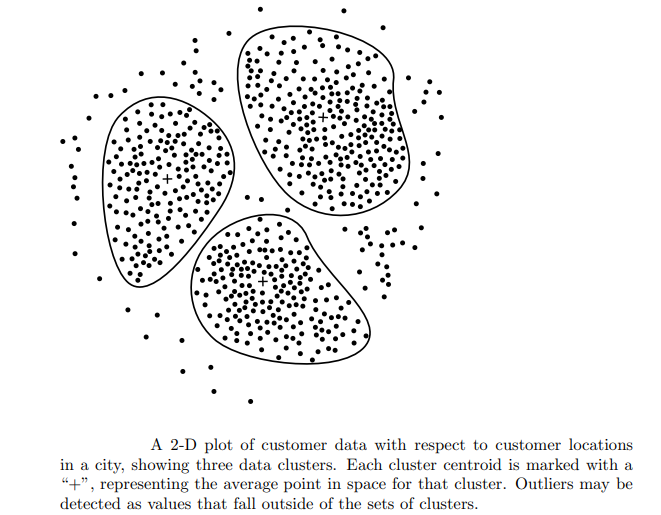 A 2-D plot of customer data with respect to customer locations
in a city, showing three data clusters. Each cluster centroid is marked with a
“+”, representing the average point in space for that cluster. Outliers may be
detected as values that fall outside of the sets of clusters.